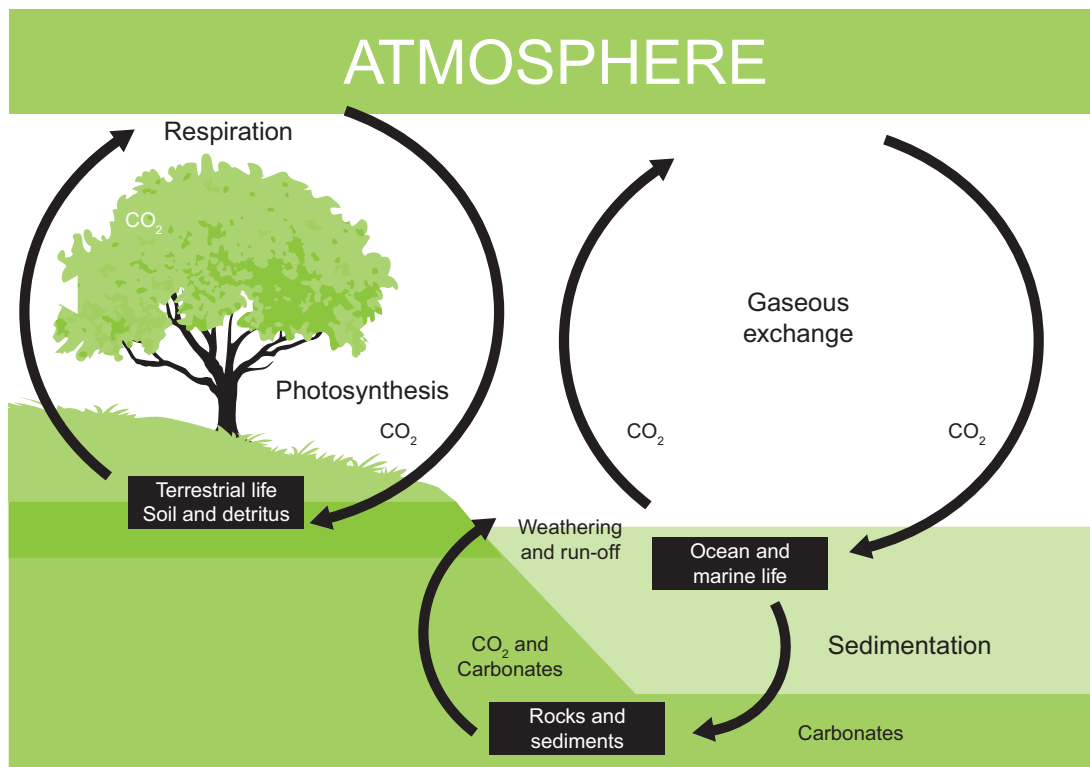 ATMOSPHERE
Respiration
CO₂
Photosynthesis
CO₂
Terrestrial life
Soil and detritus
Gaseous
exchange
CO₂
CO₂
Weathering
and run-off
Ocean and
marine life
CO₂ and
Carbonates
Sedimentation
Rocks and
sediments
Carbonates